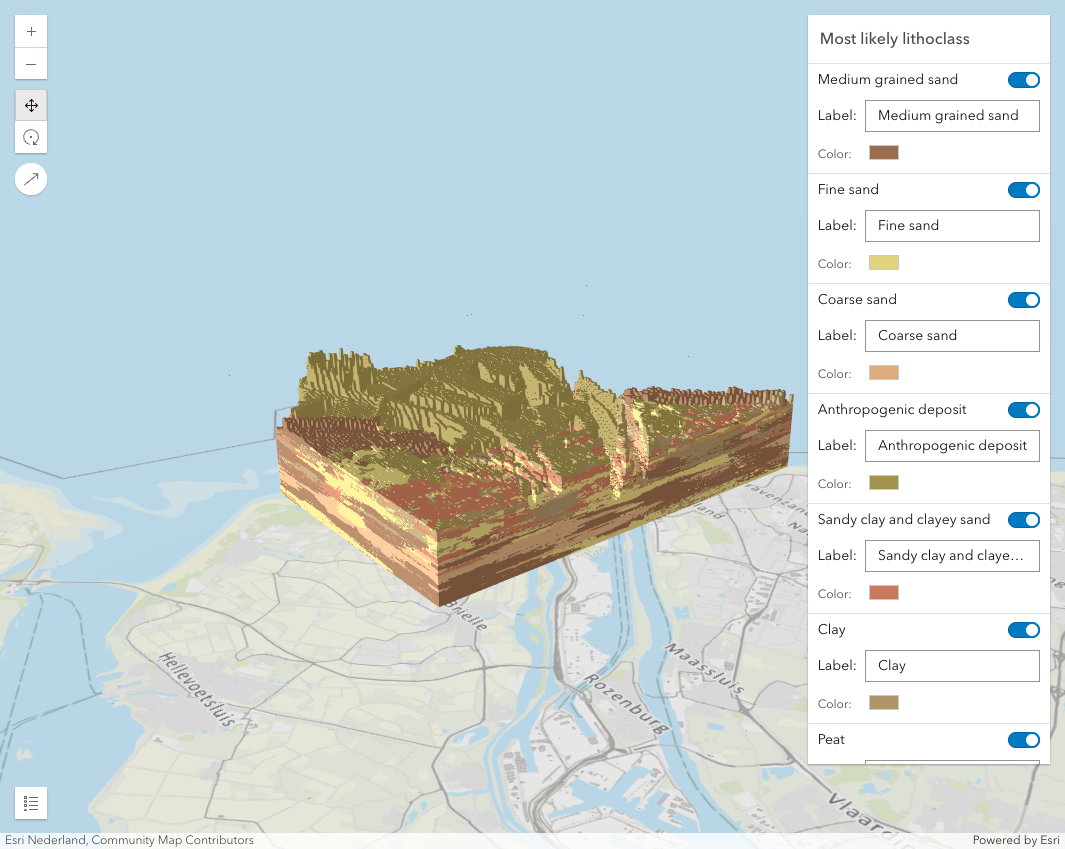 Most likely lithoclass
Medium grained sand
Label: Medium grained sand
Color:
Fine sand
Label: Fine sand
Color:
Coarse sand
Label: Coarse sand
Color:
Anthropogenic deposit
Label: Anthropogenic deposit
Color:
Sandy clay and clayey sand
Label: Sandy clay and claye…
Color:
Clay
Label: Clay
Color:
Peat
Brielle
Hellevoetsluis
Maassluis
Rozenburg
Esri Nederland, Community Map Contributors
Powered by Esri